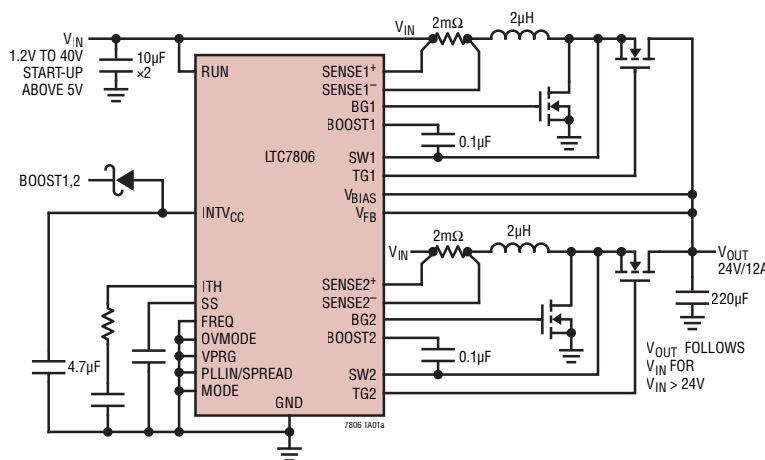 VIN
1.2V TO 40V
START-UP
ABOVE 5V
10µF
×2
RUN
LTC7806
BOOST1,2
INTVCC
ITH
SS
FREQ
OVMODE
VPRG
PLLIN/SPREAD
MODE
GND
4.7µF
VIN
2mΩ
2µH
SENSE1+
SENSE1–
BG1
BOOST1
0.1µF
SW1
TG1
VBIAS
VFB
VIN
2mΩ
2µH
SENSE2+
SENSE2–
BG2
BOOST2
0.1µF
SW2
TG2
VOUT
24V/12A
220µF
VOUT FOLLOWS
VIN FOR
VIN > 24V
7806 TA01a